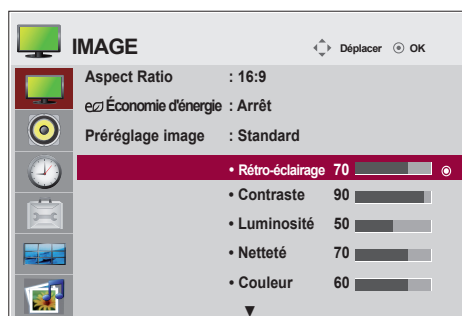 IMAGE
Déplacer OK
Aspect Ratio : 16:9
Économie d'énergie : Arrêt
Préréglage image : Standard
• Rétro-éclairage 70
• Contraste 90
• Luminosité 50
• Netteté 70
• Couleur 60